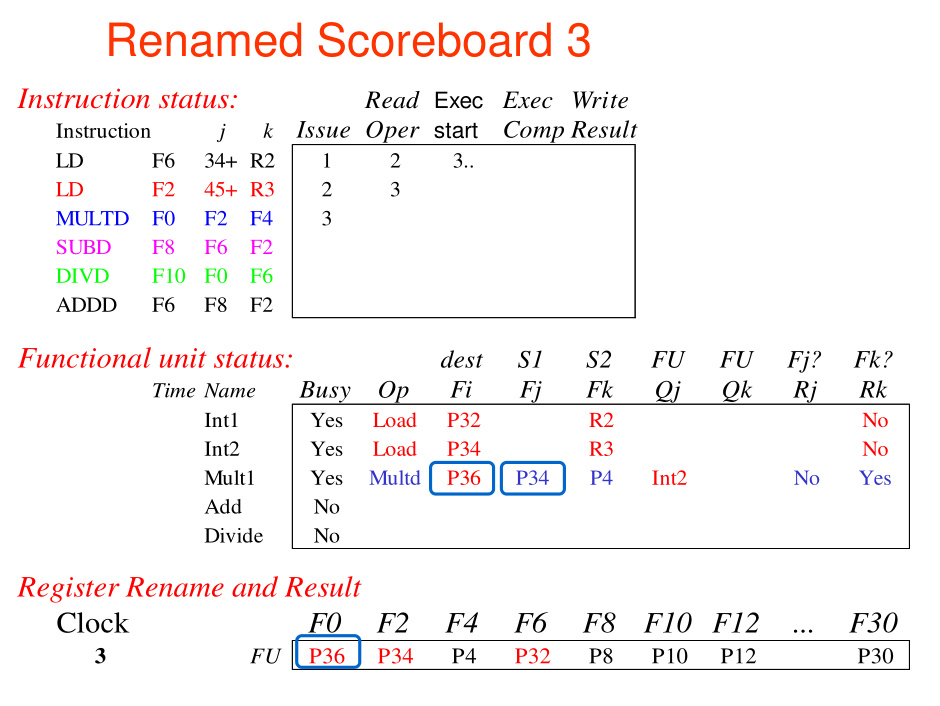 Renamed Scoreboard 3
Instruction status: Read Exec Exec Write
Instruction j k Issue Oper start Comp Result
LD F6 34+ R2 1 2 3..
LD F2 45+ R3 2 3
MULTD F0 F2 F4 3
SUBD F8 F6 F2
DIVD F10 F0 F6
ADDD F6 F8 F2
Functional unit status: dest S1 S2 FU FU Fj? Fk?
Time Name Busy Op Fi Fj Fk Qj Qk Rj Rk
Int1 Yes Load P32 R2 No
Int2 Yes Load P34 R3 No
Mult1 Yes Multd P36 P34 P4 Int2 No Yes
Add No
Divide No
Register Rename and Result
Clock F0 F2 F4 F6 F8 F10 F12 ... F30
3 FU P36 P34 P4 P32 P8 P10 P12 P30